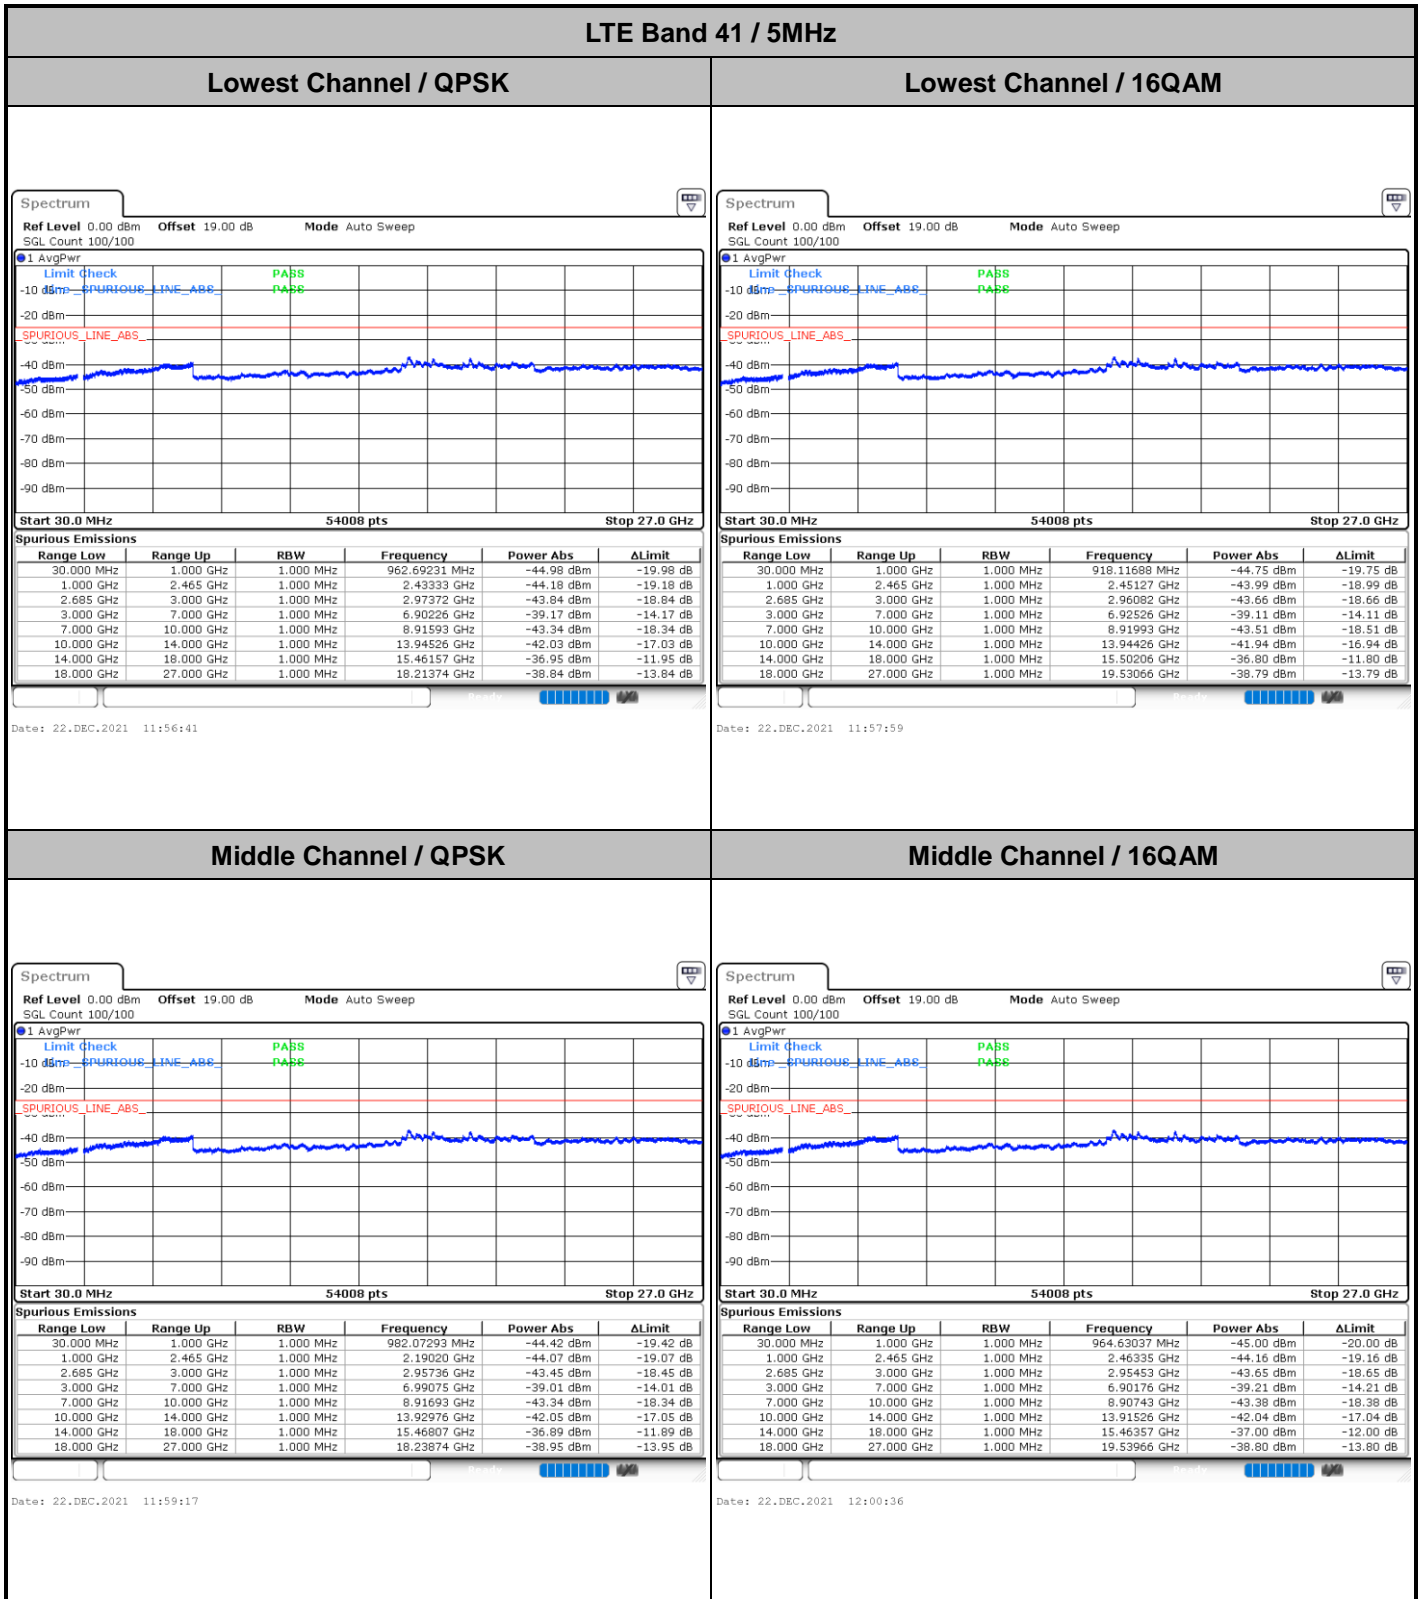 LTE Band 41 / 5MHz
Lowest Channel / QPSK
Spectrum
Ref Level 0.00 dBm Offset 19.00 dB Mode Auto Sweep
SGL Count 100/100
1 AvgPwr
Limit Check PASS
-10 dBm Line _SPURIOUS_LINE_ABS_ PASS
-20 dBm
_SPURIOUS_LINE_ABS_
-40 dBm
-50 dBm
-60 dBm
-70 dBm
-80 dBm
-90 dBm
Start 30.0 MHz 54008 pts Stop 27.0 GHz
Spurious Emissions
Range Low Range Up RBW Frequency Power Abs ΔLimit
30.000 MHz 1.000 GHz 1.000 MHz 962.69231 MHz -44.98 dBm -19.98 dB
1.000 GHz 2.465 GHz 1.000 MHz 2.43333 GHz -44.18 dBm -19.18 dB
2.685 GHz 3.000 GHz 1.000 MHz 2.97372 GHz -43.84 dBm -18.84 dB
3.000 GHz 7.000 GHz 1.000 MHz 6.90226 GHz -39.17 dBm -14.17 dB
7.000 GHz 10.000 GHz 1.000 MHz 8.91593 GHz -43.34 dBm -18.34 dB
10.000 GHz 14.000 GHz 1.000 MHz 13.94526 GHz -42.03 dBm -17.03 dB
14.000 GHz 18.000 GHz 1.000 MHz 15.46157 GHz -36.95 dBm -11.95 dB
18.000 GHz 27.000 GHz 1.000 MHz 18.21374 GHz -38.84 dBm -13.84 dB
Date: 22.DEC.2021 11:56:41
Lowest Channel / 16QAM
Spectrum
Ref Level 0.00 dBm Offset 19.00 dB Mode Auto Sweep
SGL Count 100/100
1 AvgPwr
Limit Check PASS
-10 dBm Line _SPURIOUS_LINE_ABS_ PASS
-20 dBm
_SPURIOUS_LINE_ABS_
-40 dBm
-50 dBm
-60 dBm
-70 dBm
-80 dBm
-90 dBm
Start 30.0 MHz 54008 pts Stop 27.0 GHz
Spurious Emissions
Range Low Range Up RBW Frequency Power Abs ΔLimit
30.000 MHz 1.000 GHz 1.000 MHz 918.11688 MHz -44.75 dBm -19.75 dB
1.000 GHz 2.465 GHz 1.000 MHz 2.45127 GHz -43.99 dBm -18.99 dB
2.685 GHz 3.000 GHz 1.000 MHz 2.96082 GHz -43.66 dBm -18.66 dB
3.000 GHz 7.000 GHz 1.000 MHz 6.92526 GHz -39.11 dBm -14.11 dB
7.000 GHz 10.000 GHz 1.000 MHz 8.91993 GHz -43.51 dBm -18.51 dB
10.000 GHz 14.000 GHz 1.000 MHz 13.94426 GHz -41.94 dBm -16.94 dB
14.000 GHz 18.000 GHz 1.000 MHz 15.50206 GHz -36.80 dBm -11.80 dB
18.000 GHz 27.000 GHz 1.000 MHz 19.53066 GHz -38.79 dBm -13.79 dB
Date: 22.DEC.2021 11:57:59
Middle Channel / QPSK
Spectrum
Ref Level 0.00 dBm Offset 19.00 dB Mode Auto Sweep
SGL Count 100/100
1 AvgPwr
Limit Check PASS
-10 dBm Line _SPURIOUS_LINE_ABS_ PASS
-20 dBm
_SPURIOUS_LINE_ABS_
-40 dBm
-50 dBm
-60 dBm
-70 dBm
-80 dBm
-90 dBm
Start 30.0 MHz 54008 pts Stop 27.0 GHz
Spurious Emissions
Range Low Range Up RBW Frequency Power Abs ΔLimit
30.000 MHz 1.000 GHz 1.000 MHz 982.07293 MHz -44.42 dBm -19.42 dB
1.000 GHz 2.465 GHz 1.000 MHz 2.19020 GHz -44.07 dBm -19.07 dB
2.685 GHz 3.000 GHz 1.000 MHz 2.95736 GHz -43.45 dBm -18.45 dB
3.000 GHz 7.000 GHz 1.000 MHz 6.99075 GHz -39.01 dBm -14.01 dB
7.000 GHz 10.000 GHz 1.000 MHz 8.91693 GHz -43.34 dBm -18.34 dB
10.000 GHz 14.000 GHz 1.000 MHz 13.92976 GHz -42.05 dBm -17.05 dB
14.000 GHz 18.000 GHz 1.000 MHz 15.46807 GHz -36.89 dBm -11.89 dB
18.000 GHz 27.000 GHz 1.000 MHz 18.23874 GHz -38.95 dBm -13.95 dB
Date: 22.DEC.2021 11:59:17
Middle Channel / 16QAM
Spectrum
Ref Level 0.00 dBm Offset 19.00 dB Mode Auto Sweep
SGL Count 100/100
1 AvgPwr
Limit Check PASS
-10 dBm Line _SPURIOUS_LINE_ABS_ PASS
-20 dBm
_SPURIOUS_LINE_ABS_
-40 dBm
-50 dBm
-60 dBm
-70 dBm
-80 dBm
-90 dBm
Start 30.0 MHz 54008 pts Stop 27.0 GHz
Spurious Emissions
Range Low Range Up RBW Frequency Power Abs ΔLimit
30.000 MHz 1.000 GHz 1.000 MHz 964.63037 MHz -45.00 dBm -20.00 dB
1.000 GHz 2.465 GHz 1.000 MHz 2.46335 GHz -44.16 dBm -19.16 dB
2.685 GHz 3.000 GHz 1.000 MHz 2.95453 GHz -43.65 dBm -18.65 dB
3.000 GHz 7.000 GHz 1.000 MHz 6.90176 GHz -39.21 dBm -14.21 dB
7.000 GHz 10.000 GHz 1.000 MHz 8.90743 GHz -43.38 dBm -18.38 dB
10.000 GHz 14.000 GHz 1.000 MHz 13.91526 GHz -42.04 dBm -17.04 dB
14.000 GHz 18.000 GHz 1.000 MHz 15.46357 GHz -37.00 dBm -12.00 dB
18.000 GHz 27.000 GHz 1.000 MHz 19.53966 GHz -38.80 dBm -13.80 dB
Date: 22.DEC.2021 12:00:36